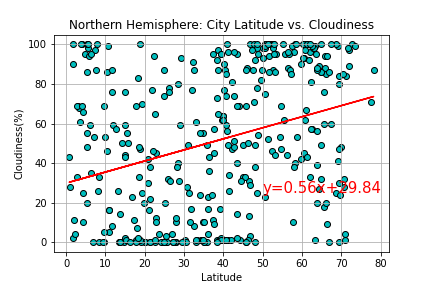 Northern Hemisphere: City Latitude vs. Cloudiness
100
80
60
40
20
0
Cloudiness(%)
y=0.56x+29.84
0 10 20 30 40 50 60 70 80
Latitude